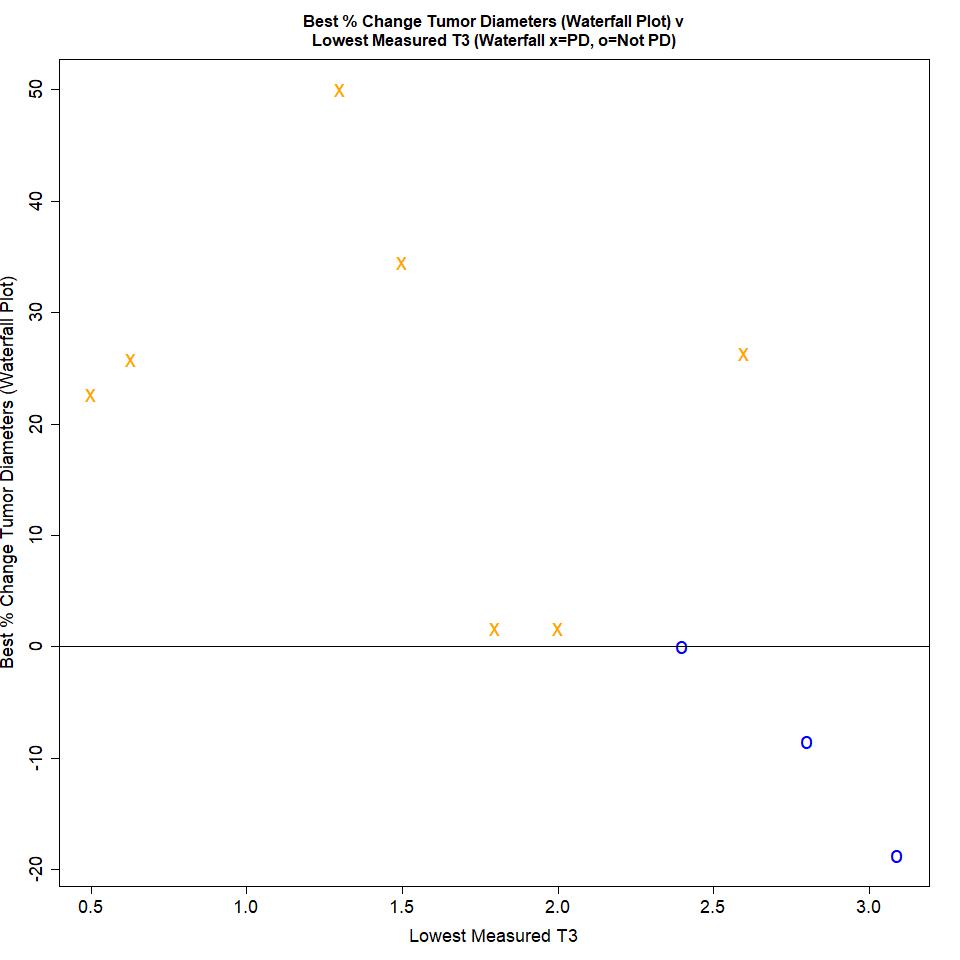 Best % Change Tumor Diameters (Waterfall Plot) v
Lowest Measured T3 (Waterfall x=PD, o=Not PD)
Best % Change Tumor Diameters (Waterfall Plot)
50
40
30
20
10
0
-10
-20
X
X
X
X
X
X
X
O
O
O
0.5
1.0
1.5
2.0
2.5
3.0
Lowest Measured T3